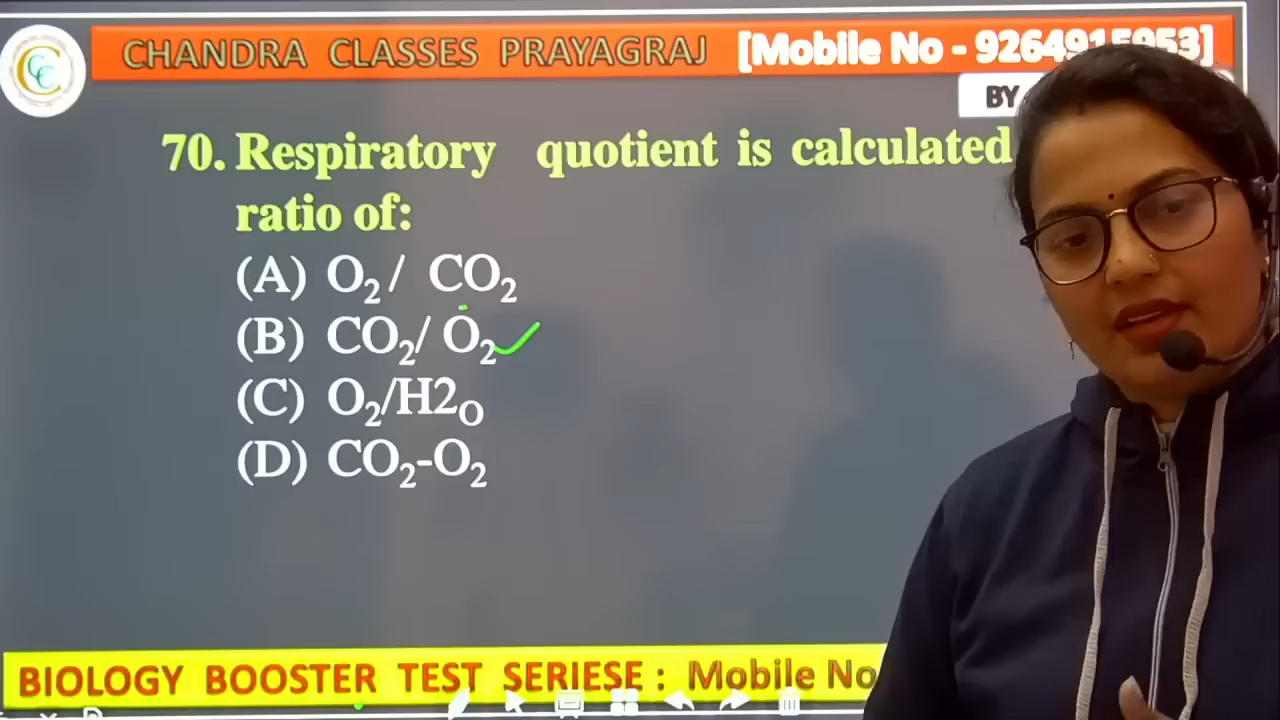 CHANDRA CLASSES PRAYAGRAJ [Mobile No - 9264915953]
BY
70. Respiratory quotient is calculated
ratio of:
(A) O₂/ CO₂
(B) CO₂/ O₂
(C) O₂/H2O
(D) CO₂-O₂
BIOLOGY BOOSTER TEST SERIESE : Mobile No